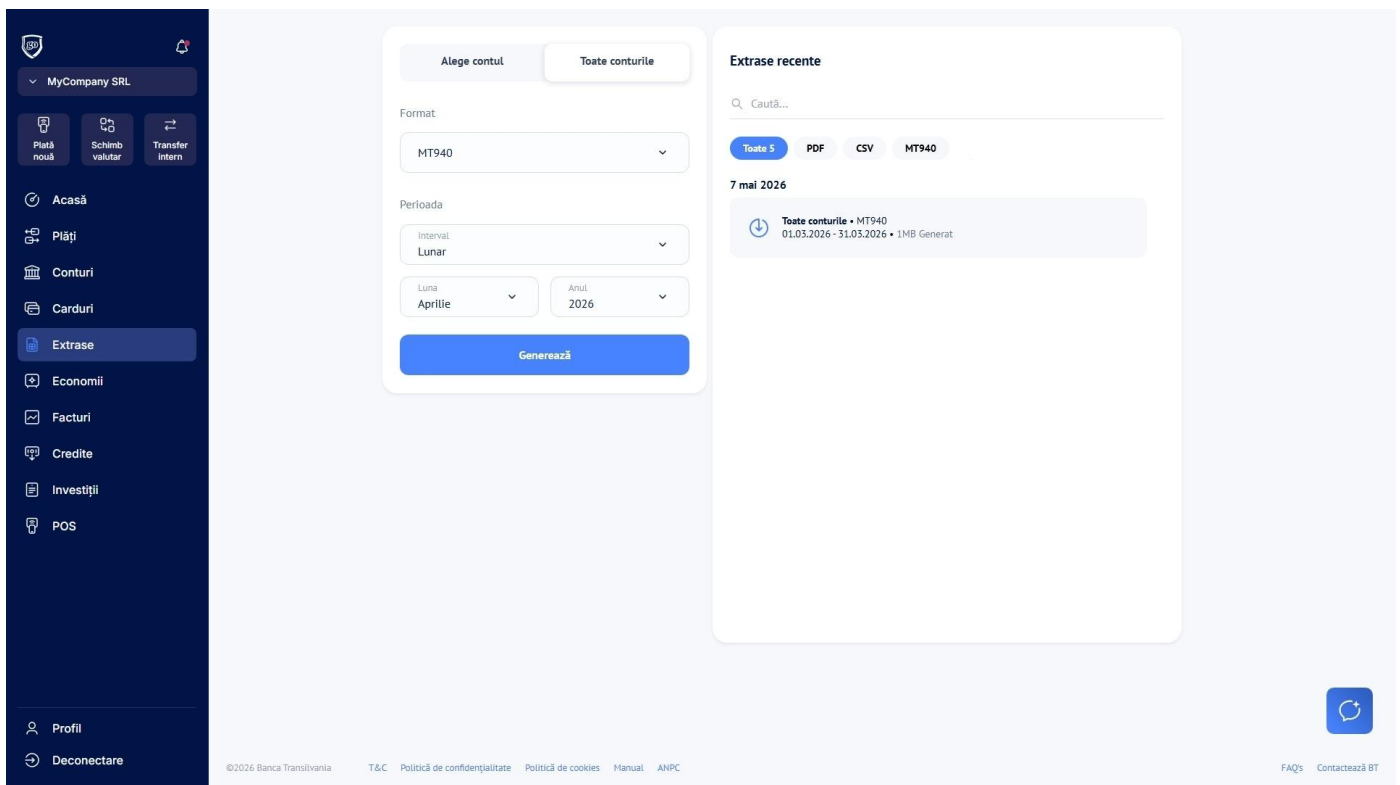 MyCompany SRL
Plată nouă
Schimb valutar
Transfer intern
Acasă
Plăți
Conturi
Carduri
Extrase
Economii
Facturi
Credite
Investiții
POS
Profil
Deconectare
Alege contul
Toate conturile
Format
MT940
Perioada
Interval
Lunar
Luna
Aprilie
Anul
2026
Generează
Extrase recente
Caută...
Toate 5
PDF
CSV
MT940
7 mai 2026
Toate conturile • MT940
01.03.2026 - 31.03.2026 • 1MB Generat
©2026 Banca Transilvania
T&C
Politică de confidențialitate
Politică de cookies
Manual
ANPC
FAQ's
Contactează BT